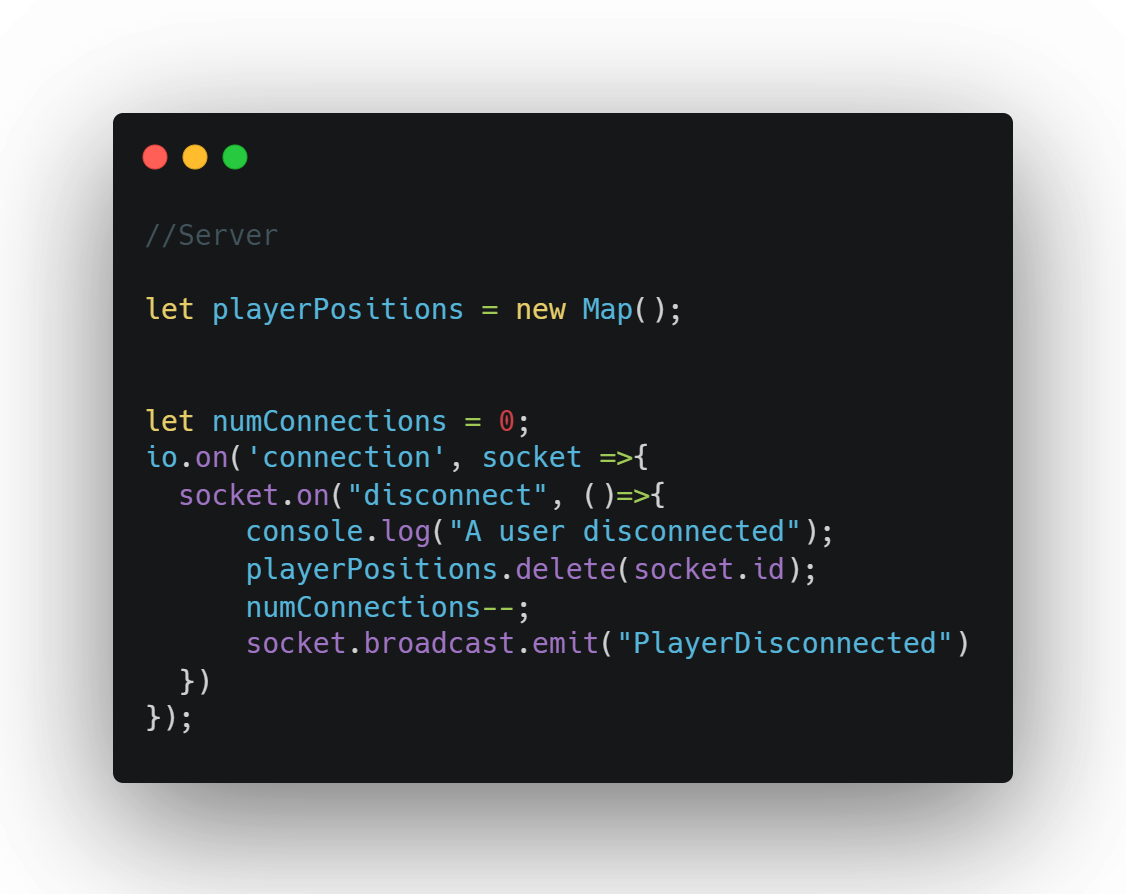 //Server
let playerPositions = new Map();
let numConnections = 0;
io.on('connection', socket =>{
  socket.on("disconnect", ()=>{
      console.log("A user disconnected");
      playerPositions.delete(socket.id);
      numConnections--;
      socket.broadcast.emit("PlayerDisconnected")
  })
});